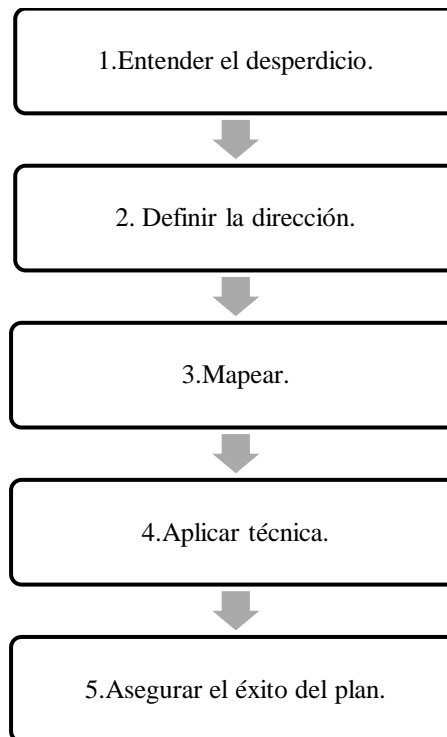 1.Entender el desperdicio.
2. Definir la dirección.
3.Mapear.
4.Aplicar técnica.
5.Asegurar el éxito del plan.